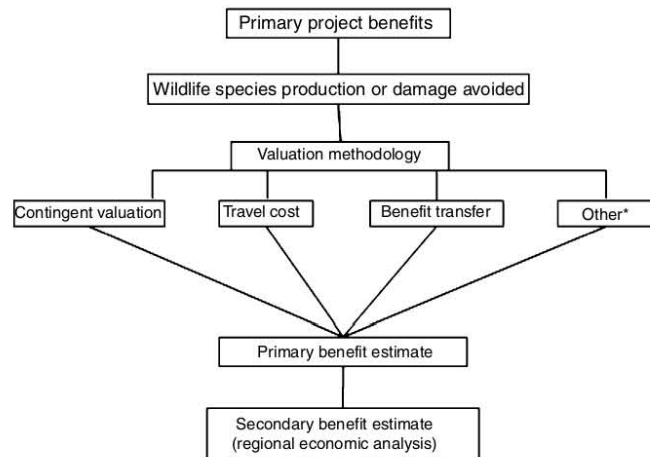 Primary project benefits
Wildlife species production or damage avoided
Valuation methodology
Contingent valuation
Travel cost
Benefit transfer
Other*
Primary benefit estimate
Secondary benefit estimate
(regional economic analysis)